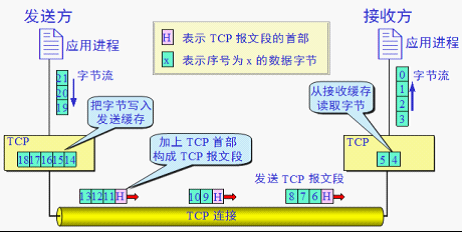 发送方
接收方
应用进程
H 表示 TCP 报文段的首部
x 表示序号为 x 的数据字节
应用进程
21
20
19
字节流
0
1
2
3
字节流
把字节写入
发送缓存
从接收缓存
读取字节
TCP
18 17 16 15 14
加上 TCP 首部
构成 TCP 报文段
TCP
5 4
发送 TCP 报文段
13 12 11 H
10 9 H
8 7 6 H
TCP 连接